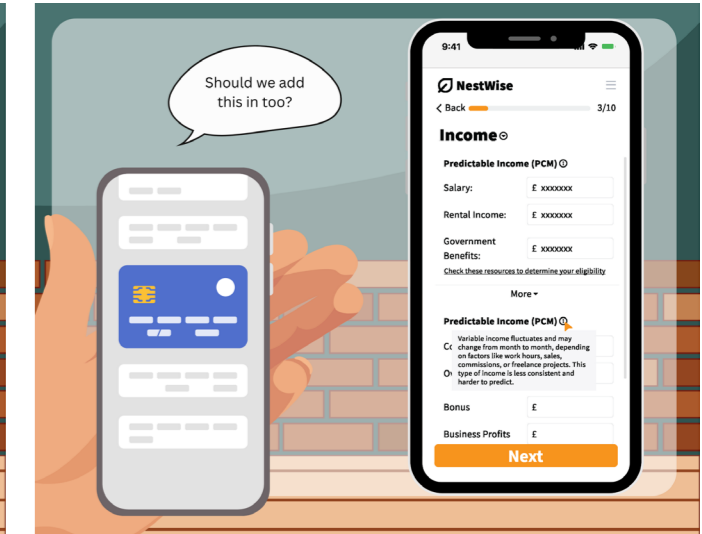 Should we add
this in too?
9:41
NestWise
Back
3/10
Income
Predictable Income (PCM)
Salary:
£ xxxxxxx
Rental Income:
£ xxxxxxx
Government
Benefits:
£ xxxxxxx
Check these resources to determine your eligibility
More
Predictable Income (PCM)
Variable income fluctuates and may
change from month to month, depending
on factors like work hours, sales,
commissions, or freelance projects. This
type of income is less consistent and
harder to predict.
Bonus
£
Business Profits
£
Next